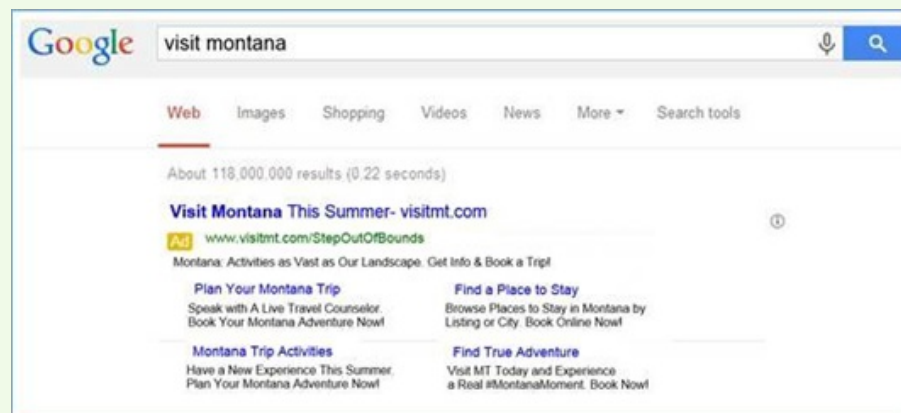 Google visit montana
Web Images Shopping Videos News More Search tools
About 118,000,000 results (0.22 seconds)
Visit Montana This Summer- visitmt.com
Ad www.visitmt.com/StepOutOfBounds
Montana: Activities as Vast as Our Landscape. Get Info & Book a Trip!
Plan Your Montana Trip
Speak with A Live Travel Counselor.
Book Your Montana Adventure Now!
Find a Place to Stay
Browse Places to Stay in Montana by
Listing or City. Book Online Now!
Montana Trip Activities
Have a New Experience This Summer.
Plan Your Montana Adventure Now!
Find True Adventure
Visit MT Today and Experience
a Real #MontanaMoment. Book Now!